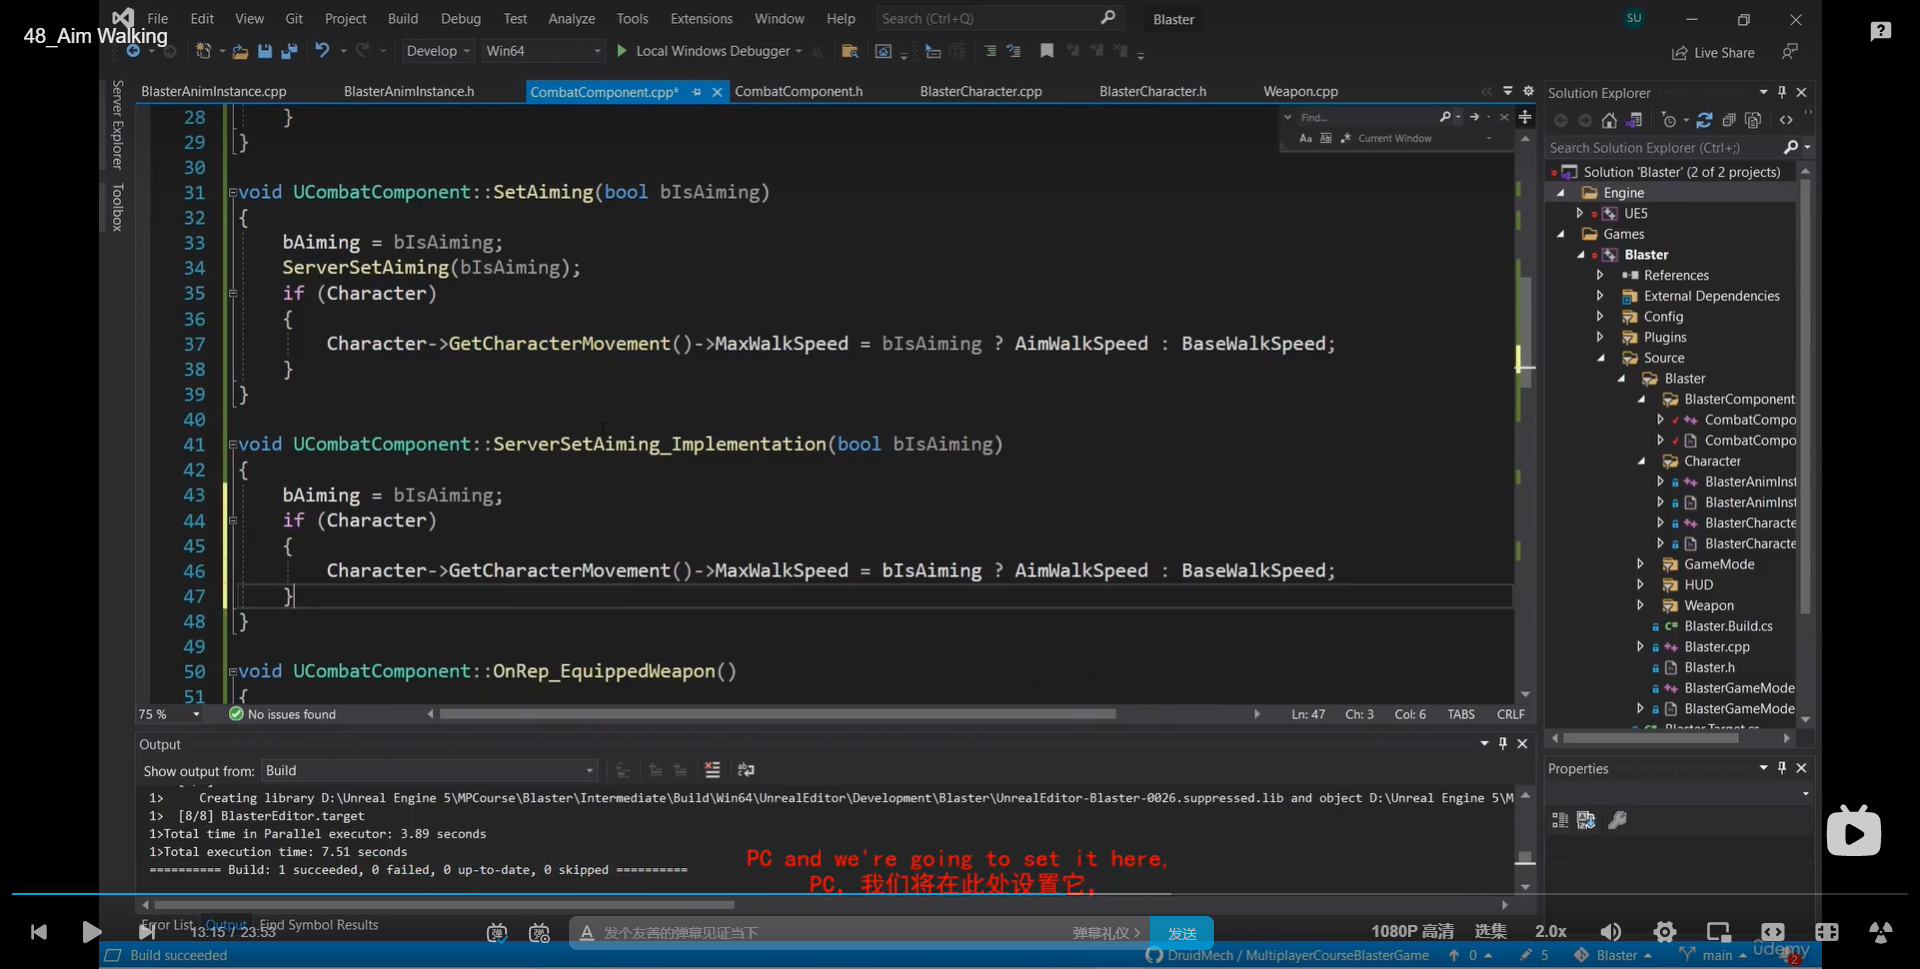 48_Aim Walking
File Edit View Git Project Build Debug Test Analyze Tools Extensions Window Help Search (Ctrl+Q) Blaster SU
Develop Win64 Local Windows Debugger Live Share
Server Explorer
Toolbox
BlasterAnimInstance.cpp BlasterAnimInstance.h CombatComponent.cpp* CombatComponent.h BlasterCharacter.cpp BlasterCharacter.h Weapon.cpp
Find...
Aa Current Window
28 }
29 }
30
31 void UCombatComponent::SetAiming(bool bIsAiming)
32 {
33 bAiming = bIsAiming;
34 ServerSetAiming(bIsAiming);
35 if (Character)
36 {
37 Character->GetCharacterMovement()->MaxWalkSpeed = bIsAiming ? AimWalkSpeed : BaseWalkSpeed;
38 }
39 }
40
41 void UCombatComponent::ServerSetAiming_Implementation(bool bIsAiming)
42 {
43 bAiming = bIsAiming;
44 if (Character)
45 {
46 Character->GetCharacterMovement()->MaxWalkSpeed = bIsAiming ? AimWalkSpeed : BaseWalkSpeed;
47 }
48 }
49
50 void UCombatComponent::OnRep_EquippedWeapon()
51 {
75 % No issues found Ln: 47 Ch: 3 Col: 6 TABS CRLF
Solution Explorer
Search Solution Explorer (Ctrl+;)
Solution 'Blaster' (2 of 2 projects)
Engine
UE5
Games
Blaster
References
External Dependencies
Config
Plugins
Source
Blaster
BlasterComponent
CombatCompo
CombatCompo
Character
BlasterAnimInst
BlasterAnimInst
BlasterCharacte
BlasterCharacte
GameMode
HUD
Weapon
Blaster.Build.cs
Blaster.cpp
Blaster.h
BlasterGameMode
BlasterGameMode
Blaster.Target.cs
Properties
Output
Show output from: Build
1> Creating library D:\Unreal Engine 5\MPCourse\Blaster\Intermediate\Build\Win64\UnrealEditor\Development\Blaster\UnrealEditor-Blaster-0026.suppressed.lib and object D:\Unreal Engine 5\M
1> [8/8] BlasterEditor.target
1>Total time in Parallel executor: 3.89 seconds
1>Total execution time: 7.51 seconds
========== Build: 1 succeeded, 0 failed, 0 up-to-date, 0 skipped ==========
PC and we're going to set it here,
PC, 我们将在此处设置它,
Error List Output Find Symbol Results
13:15 / 23:53
发个友善的弹幕见证当下 弹幕礼仪 > 发送 1080P 高清 选集 2.0x
Build succeeded DruidMech / MultiplayerCourseBlasterGame 0 5 Blaster main 2
ûdemy